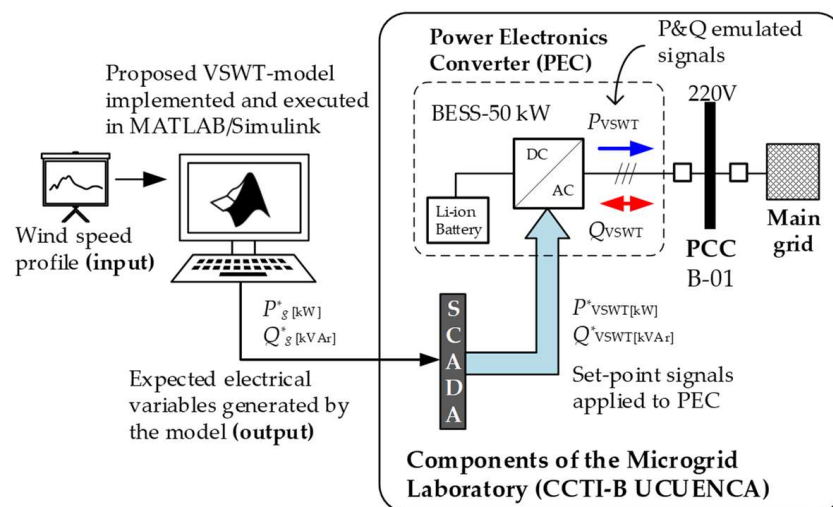 Proposed VSWT-model
implemented and executed
in MATLAB/Simulink
Wind speed
profile (input)
P*g [kW]
Q*g [kVAr]
Expected electrical
variables generated by
the model (output)
Power Electronics
Converter (PEC)
P&Q emulated
signals
BESS-50 kW
PVSWT
220V
DC
AC
Li-ion
Battery
QVSWT
PCC
B-01
Main
grid
SCADA
P*VSWT[kW]
Q*VSWT[kVAr]
Set-point signals
applied to PEC
Components of the Microgrid
Laboratory (CCTI-B UCUENCA)